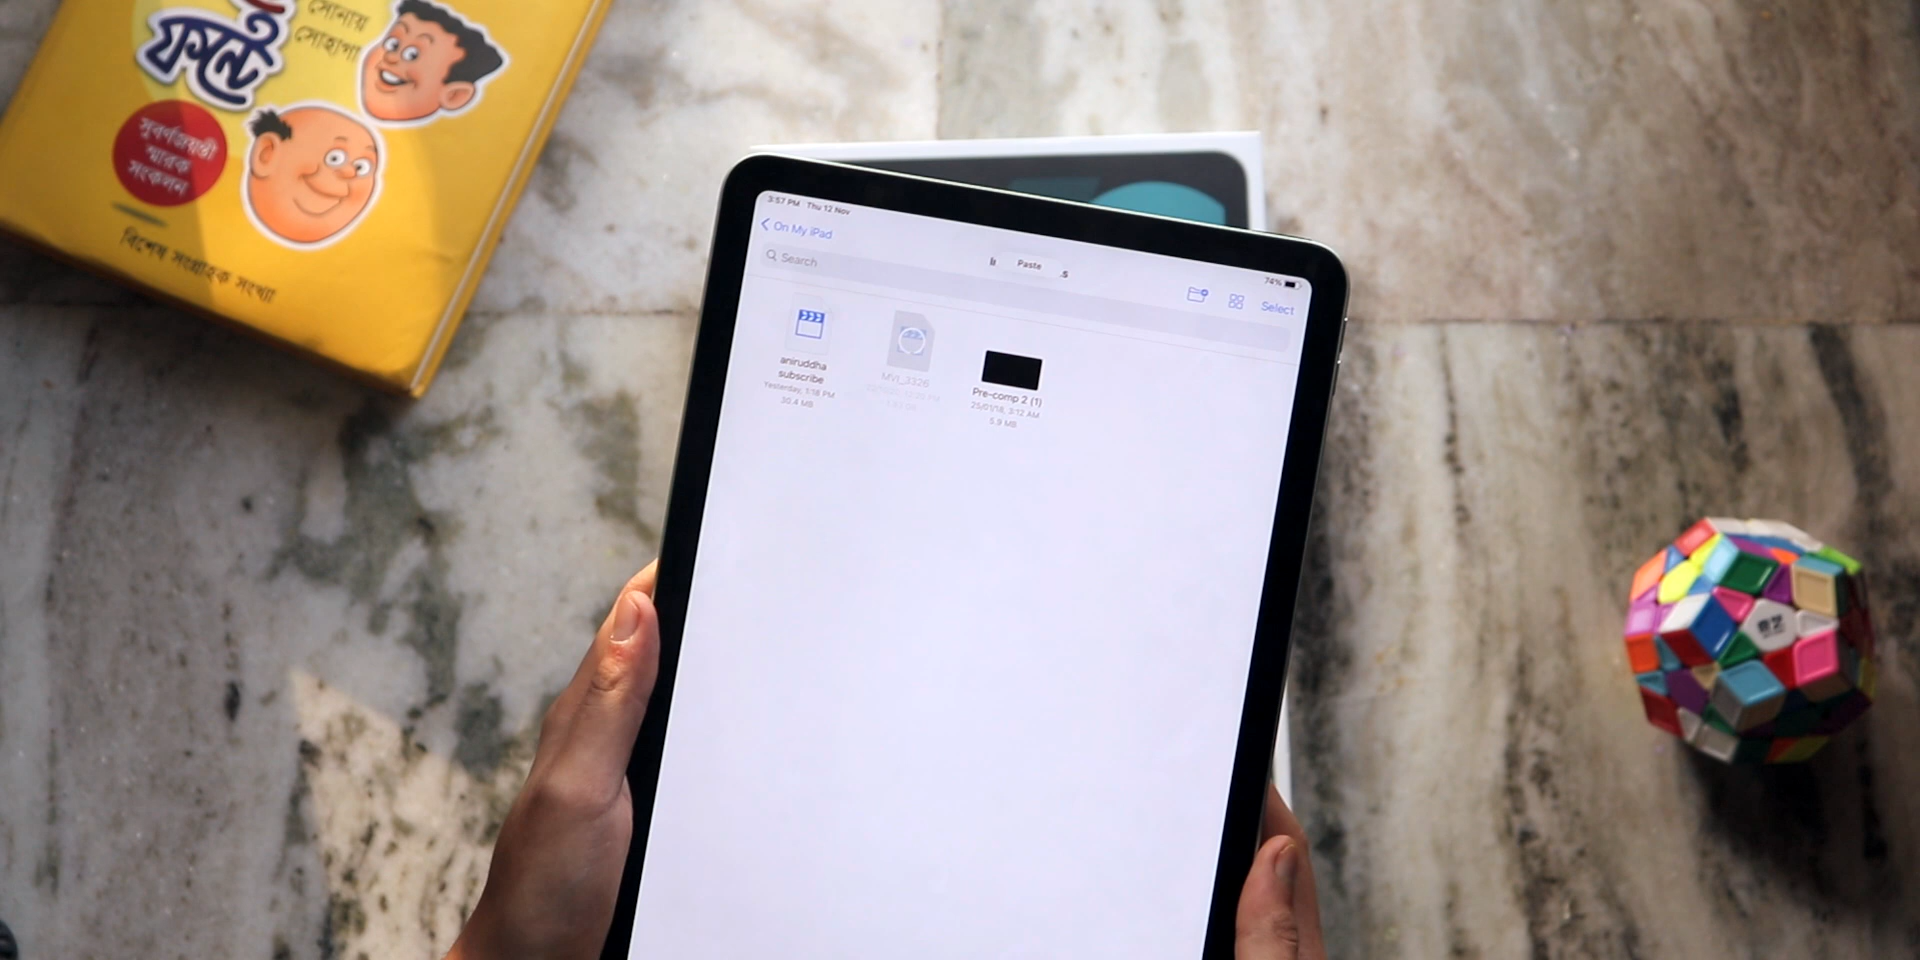 ফন্টে
সোনায়
সোহাগা
সুবর্ণজয়ন্তী
স্মারক
সংকলন
বিশেষ সংগ্রাহক সংখ্যা
3:57 PM Thu 12 Nov
74%
On My iPad
Paste
Search
Select
aniruddha
subscribe
Yesterday, 1:18 PM
30.4 MB
MVI_3326
Pre-comp 2 (1)
25/01/18, 3:12 AM
5.9 MB